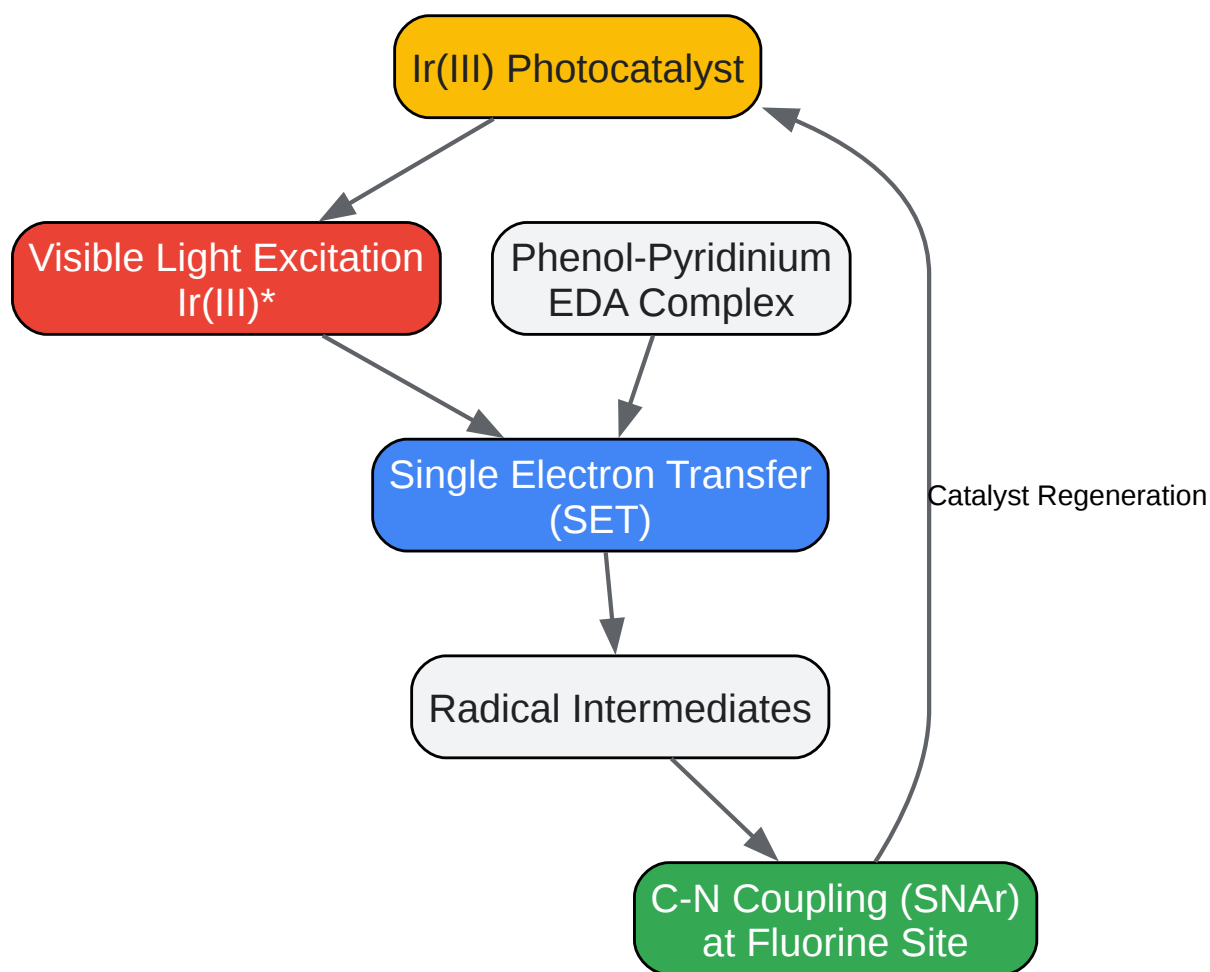 Ir(III) Photocatalyst
Visible Light Excitation
Ir(III)*
Phenol-Pyridinium
EDA Complex
Single Electron Transfer
(SET)
Catalyst Regeneration
Radical Intermediates
C-N Coupling (SNAr)
at Fluorine Site